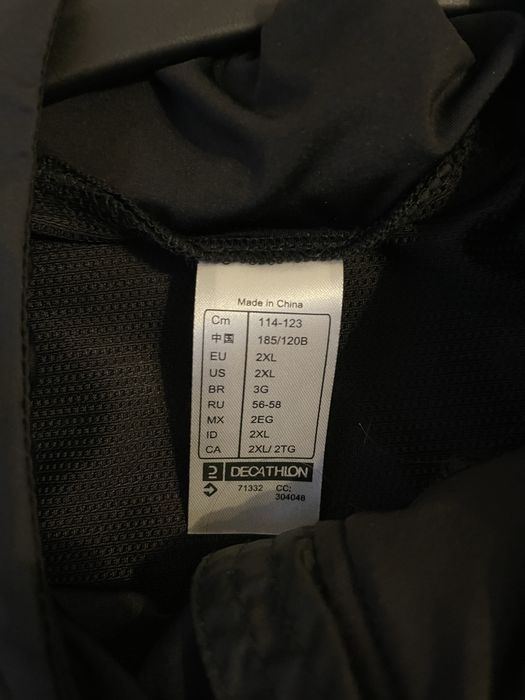 Made in China
Cm 114-123
中国 185/120B
EU 2XL
US 2XL
BR 3G
RU 56-58
MX 2EG
ID 2XL
CA 2XL/ 2TG
DECATHLON
71332 CC:
304048